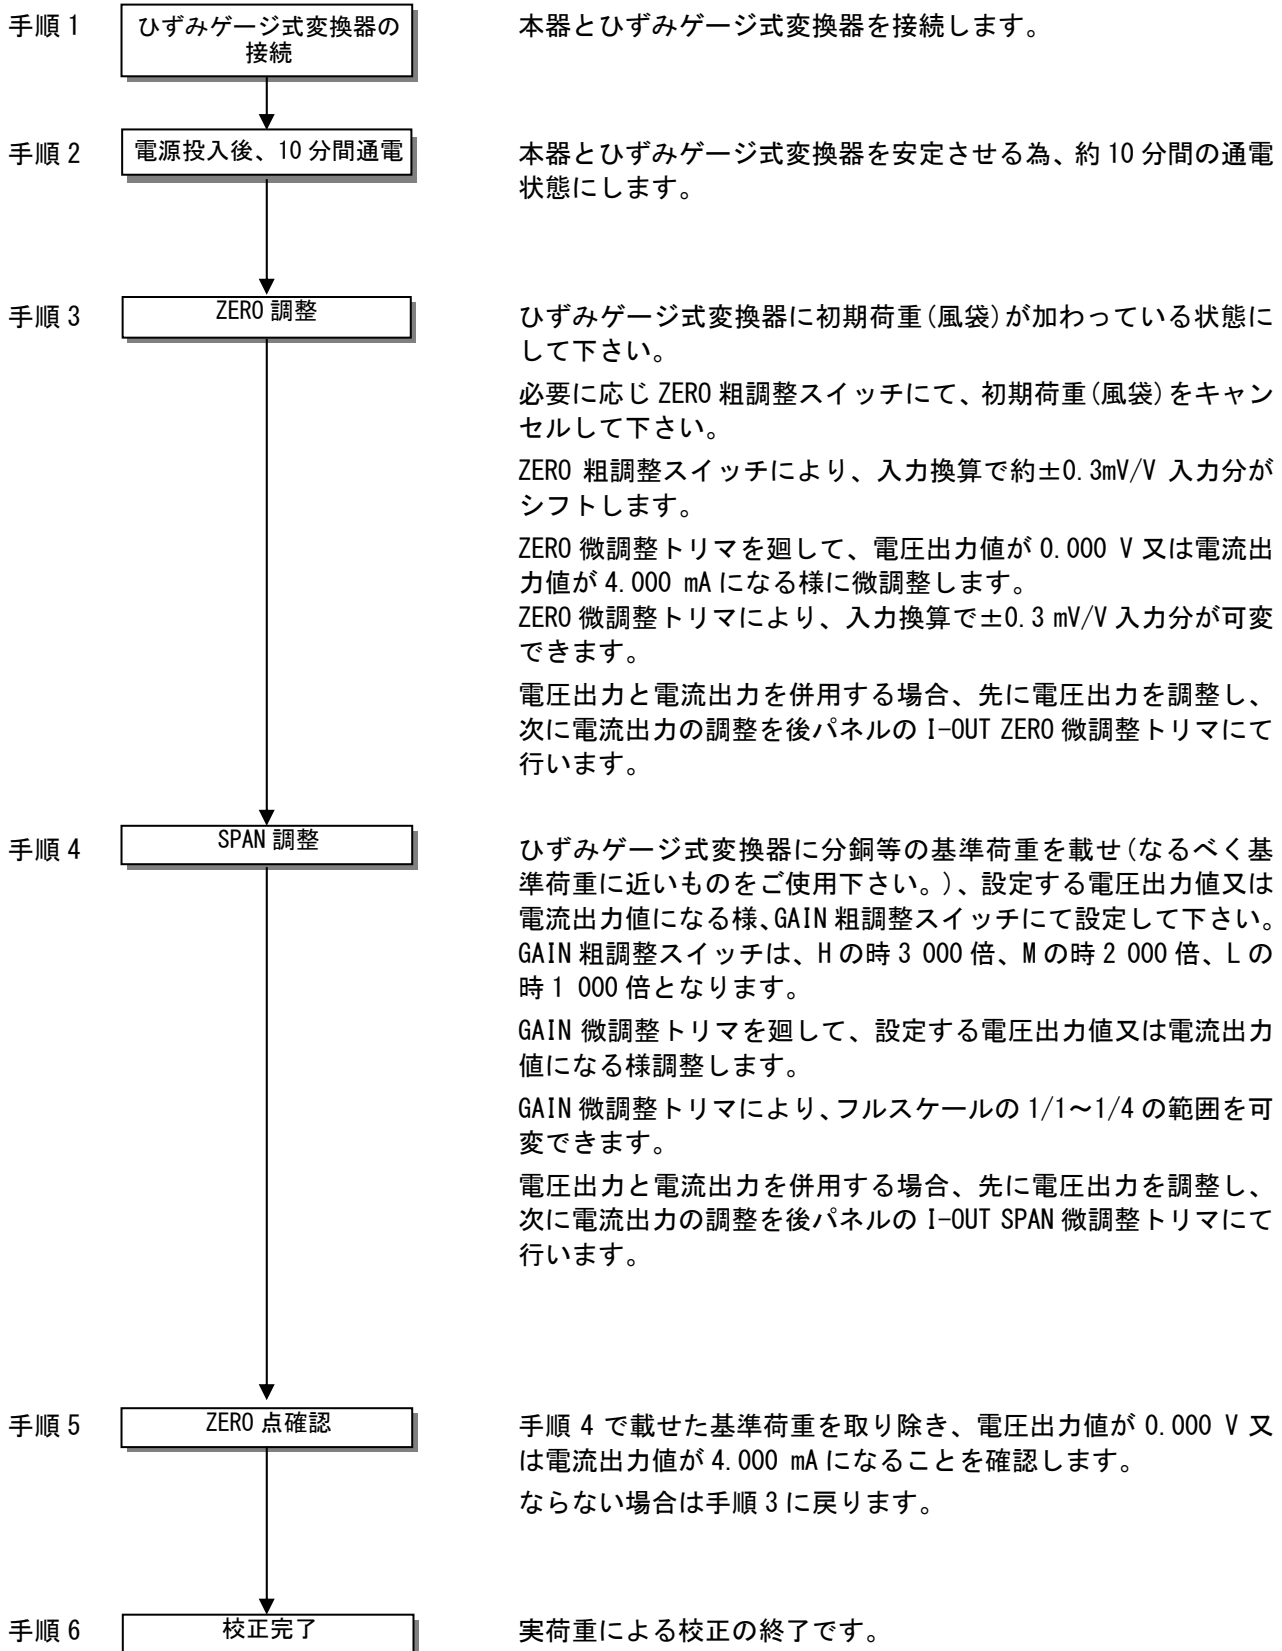 手順 1
ひずみゲージ式変換器の
接続
本器とひずみゲージ式変換器を接続します。
手順 2
電源投入後、10 分間通電
本器とひずみゲージ式変換器を安定させる為、約 10 分間の通電
状態にします。
手順 3
ZERO 調整
ひずみゲージ式変換器に初期荷重(風袋)が加わっている状態に
して下さい。
必要に応じ ZERO 粗調整スイッチにて、初期荷重(風袋)をキャン
セルして下さい。
ZERO 粗調整スイッチにより、入力換算で約±0.3mV/V 入力分が
シフトします。
ZERO 微調整トリマを廻して、電圧出力値が 0.000 V 又は電流出
力値が 4.000 mA になる様に微調整します。
ZERO 微調整トリマにより、入力換算で±0.3 mV/V 入力分が可変
できます。
電圧出力と電流出力を併用する場合、先に電圧出力を調整し、
次に電流出力の調整を後パネルの I-OUT ZERO 微調整トリマにて
行います。
手順 4
SPAN 調整
ひずみゲージ式変換器に分銅等の基準荷重を載せ(なるべく基
準荷重に近いものをご使用下さい。)、設定する電圧出力値又は
電流出力値になる様、GAIN 粗調整スイッチにて設定して下さい。
GAIN 粗調整スイッチは、H の時 3 000 倍、M の時 2 000 倍、L の
時 1 000 倍となります。
GAIN 微調整トリマを廻して、設定する電圧出力値又は電流出力
値になる様調整します。
GAIN 微調整トリマにより、フルスケールの 1/1～1/4 の範囲を可
変できます。
電圧出力と電流出力を併用する場合、先に電圧出力を調整し、
次に電流出力の調整を後パネルの I-OUT SPAN 微調整トリマにて
行います。
手順 5
ZERO 点確認
手順 4 で載せた基準荷重を取り除き、電圧出力値が 0.000 V 又
は電流出力値が 4.000 mA になることを確認します。
ならない場合は手順 3 に戻ります。
手順 6
校正完了
実荷重による校正の終了です。